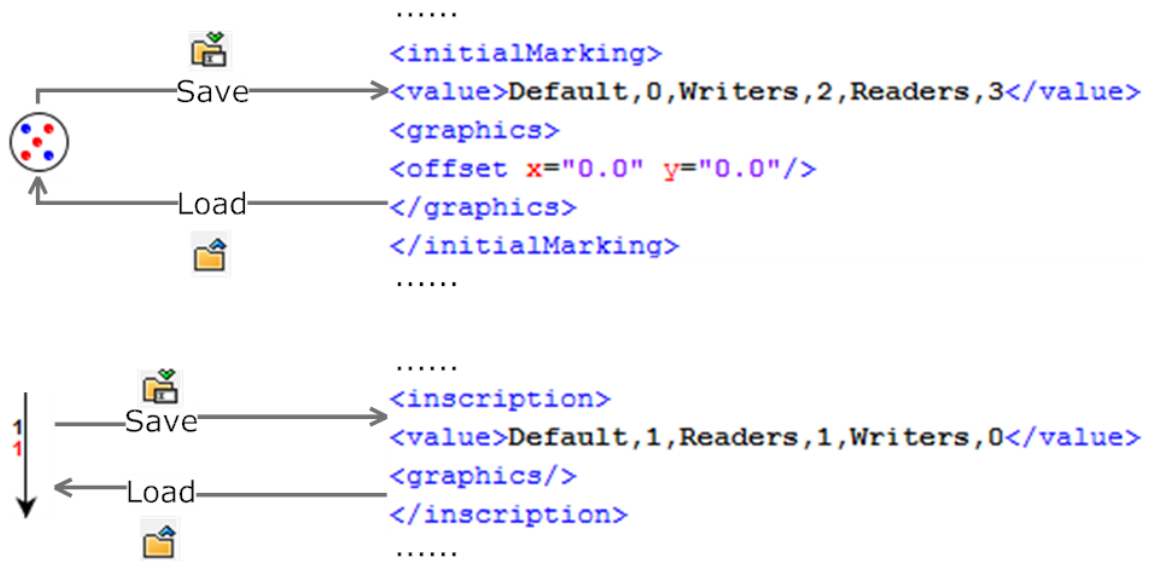 ......
<initialMarking>
Save
<value>Default,0,Writers,2,Readers,3</value>
<graphics>
<offset x="0.0" y="0.0"/>
Load
</graphics>
</initialMarking>
......
......
<inscription>
Save
1
<value>Default,1,Readers,1,Writers,0</value>
1
<graphics/>
Load
</inscription>
......